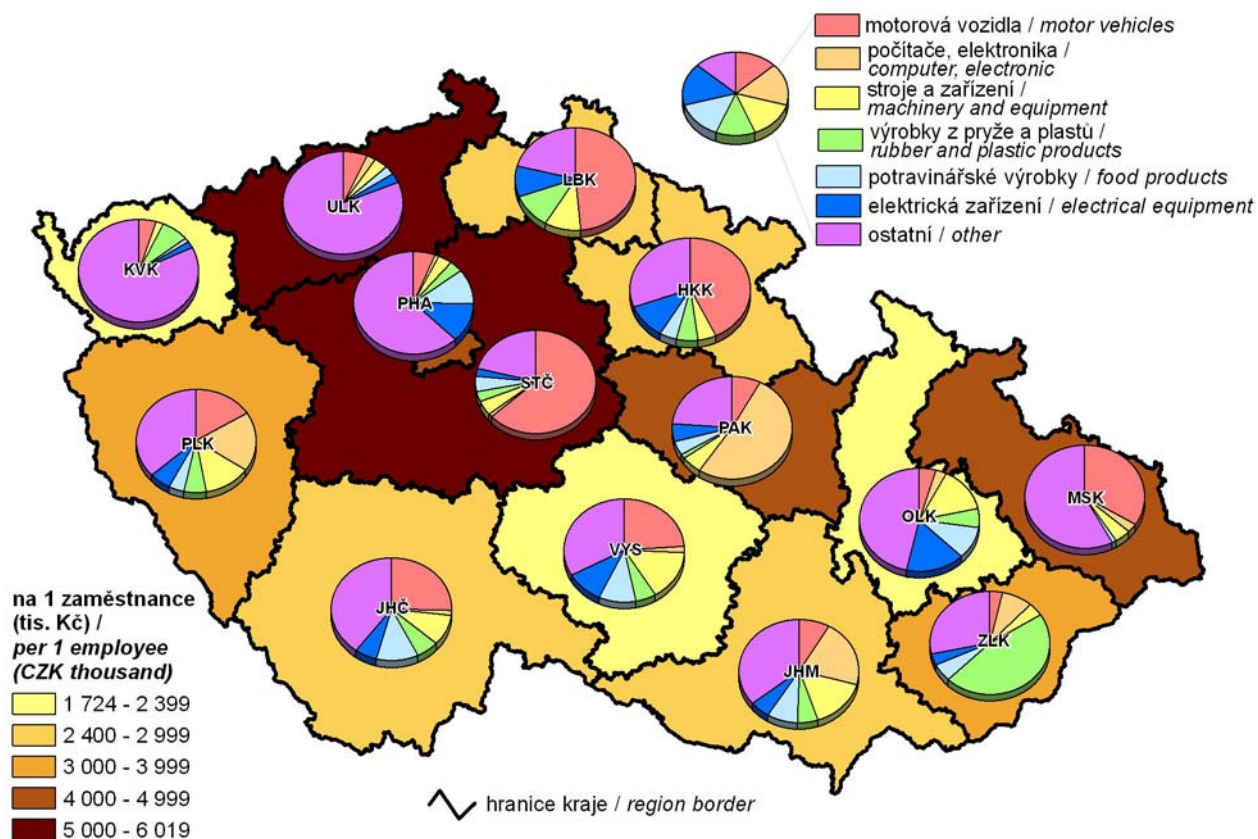 motorová vozidla / motor vehicles
počítače, elektronika /
computer, electronic
stroje a zařízení /
machinery and equipment
výrobky z pryže a plastů /
rubber and plastic products
potravinářské výrobky / food products
elektrická zařízení / electrical equipment
ostatní / other
LBK
ULK
KVK
PHA
HKK
STČ
PLK
PAK
MSK
OLK
VYS
JHČ
ZLK
JHM
na 1 zaměstnance
(tis. Kč) /
per 1 employee
(CZK thousand)
1 724 - 2 399
2 400 - 2 999
3 000 - 3 999
4 000 - 4 999
5 000 - 6 019
hranice kraje / region border